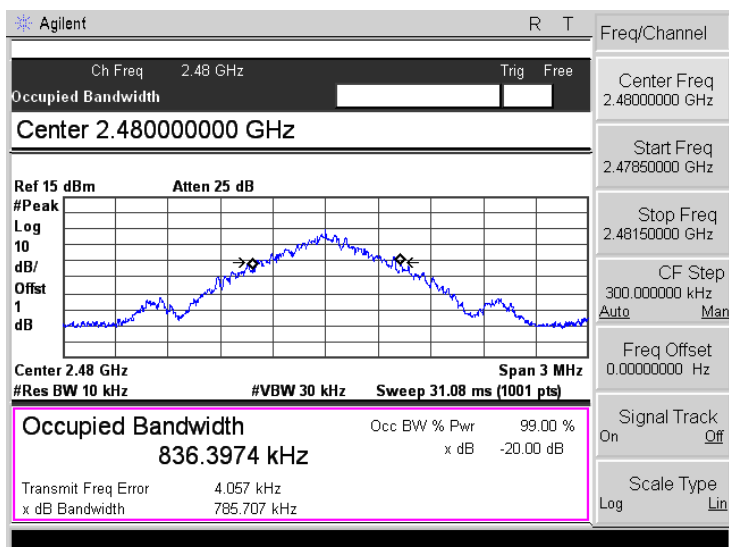 Agilent R T
Ch Freq 2.48 GHz Trig Free
Occupied Bandwidth
Center 2.480000000 GHz
Ref 15 dBm Atten 25 dB
#Peak
Log
10
dB/
Offst
1
dB
Center 2.48 GHz Span 3 MHz
#Res BW 10 kHz #VBW 30 kHz Sweep 31.08 ms (1001 pts)
Occupied Bandwidth Occ BW % Pwr 99.00 %
836.3974 kHz x dB -20.00 dB
Transmit Freq Error 4.057 kHz
x dB Bandwidth 785.707 kHz
Freq/Channel
Center Freq
2.48000000 GHz
Start Freq
2.47850000 GHz
Stop Freq
2.48150000 GHz
CF Step
300.000000 kHz
Auto Man
Freq Offset
0.00000000 Hz
Signal Track
On Off
Scale Type
Log Lin